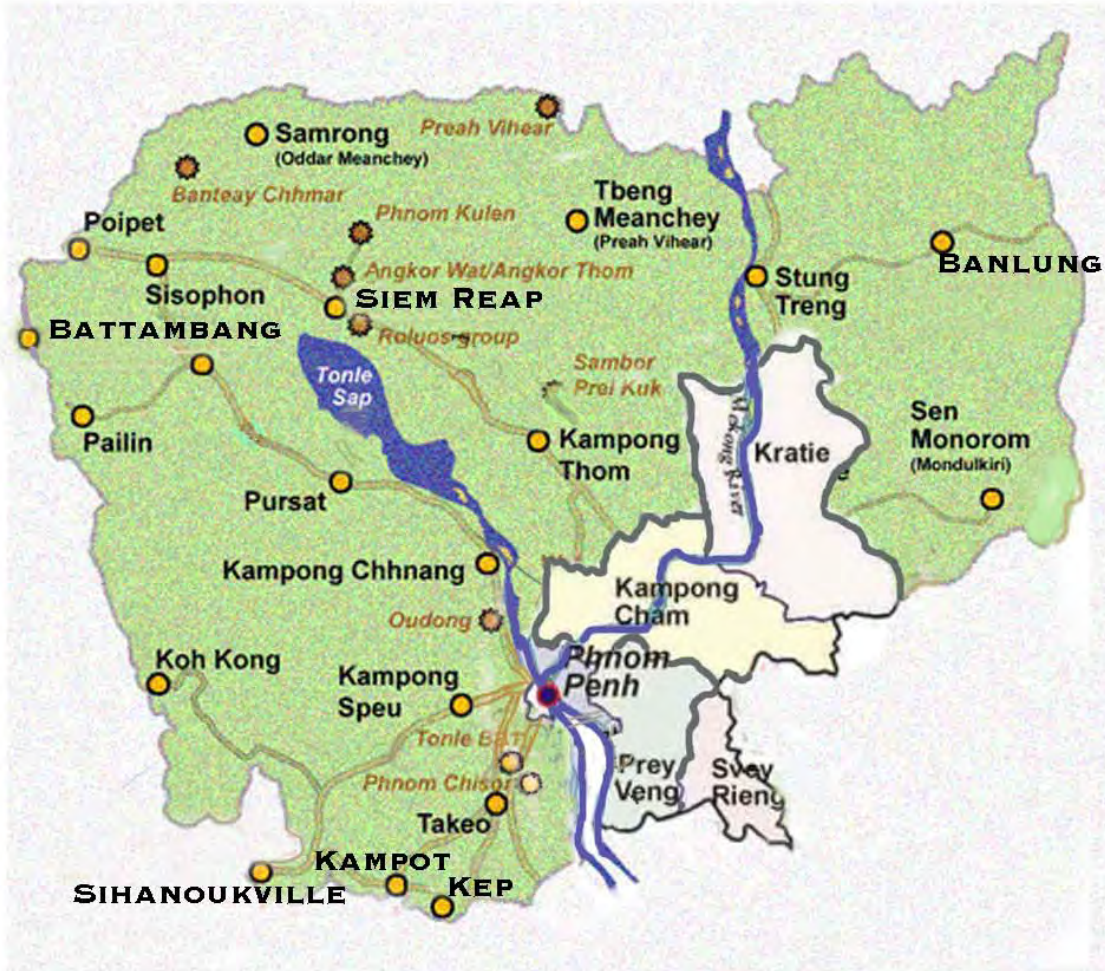 Samrong
(Oddar Meanchey)
Preah Vihear
Banteay Chhmar
Tbeng
Meanchey
(Preah Vihear)
Poipet
Phnom Kulen
Angkor Wat/Angkor Thom
BANLUNG
Stung
Treng
Sisophon
SIEM REAP
BATTAMBANG
Roluos group
Tonle
Sap
Sambor
Prei Kuk
Pailin
Kampong
Thom
Mekong River
Kratie
Sen
Monorom
(Mondulkiri)
Pursat
Kampong Chhnang
Kampong
Cham
Oudong
Koh Kong
Phnom
Penh
Kampong
Speu
Tonle
Phnom Chisor
Prey
Veng
Svay
Rieng
Takeo
KAMPOT
KEP
SIHANOUKVILLE